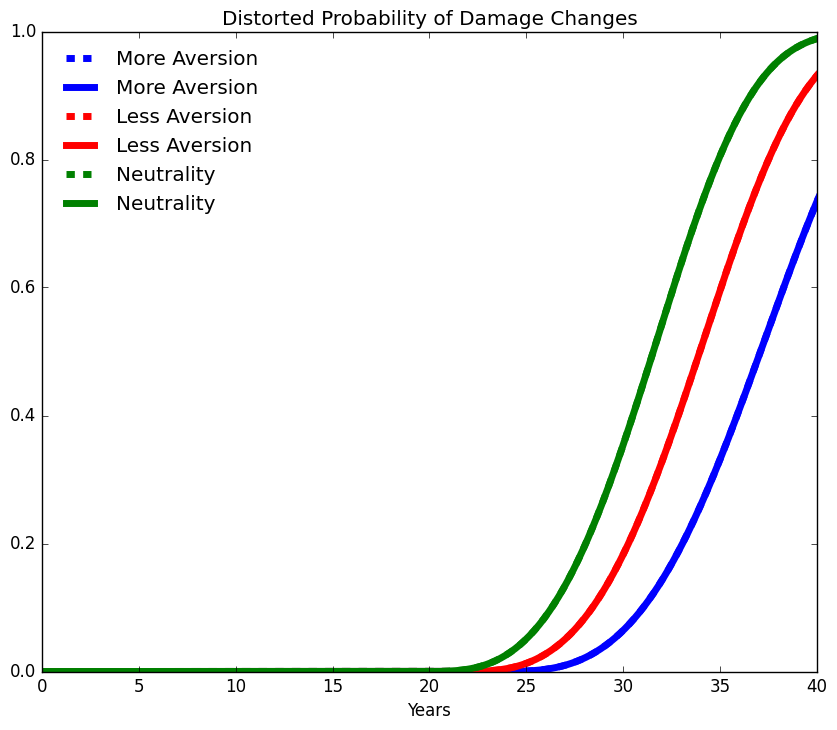 Distorted Probability of Damage Changes
1.0
0.8
0.6
0.4
0.2
0.0
More Aversion
More Aversion
Less Aversion
Less Aversion
Neutrality
Neutrality
0 5 10 15 20 25 30 35 40
Years